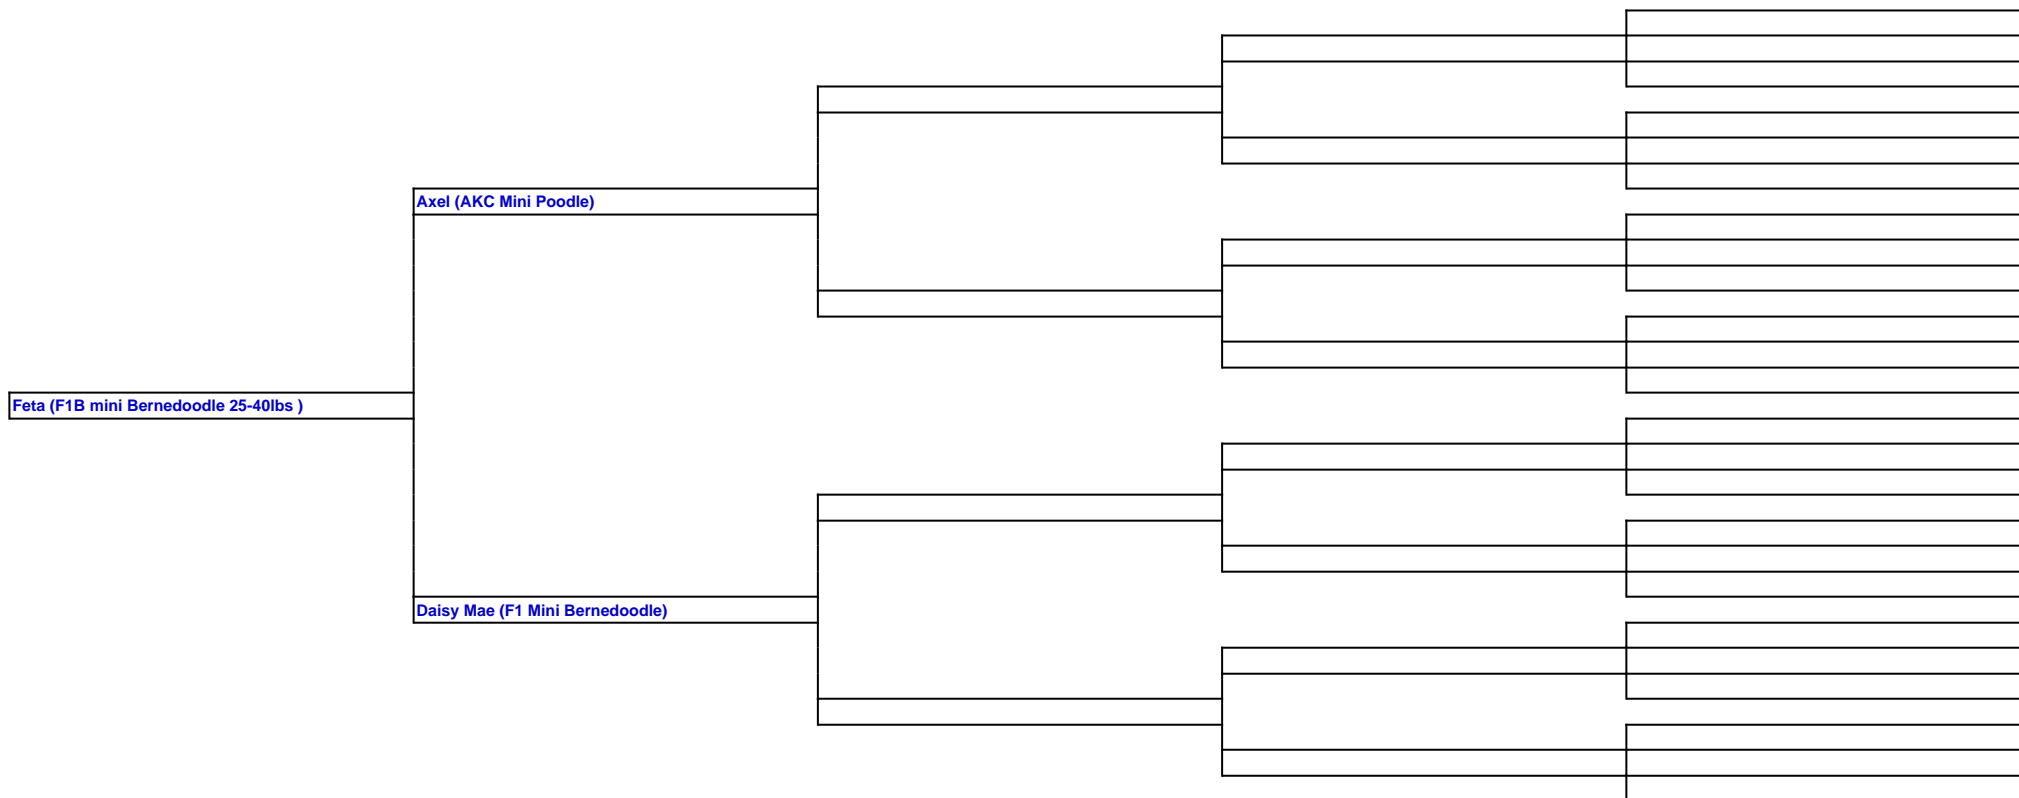 Axel (AKC Mini Poodle)
Feta (F1B mini Bernedoodle 25-40lbs )
Daisy Mae (F1 Mini Bernedoodle)